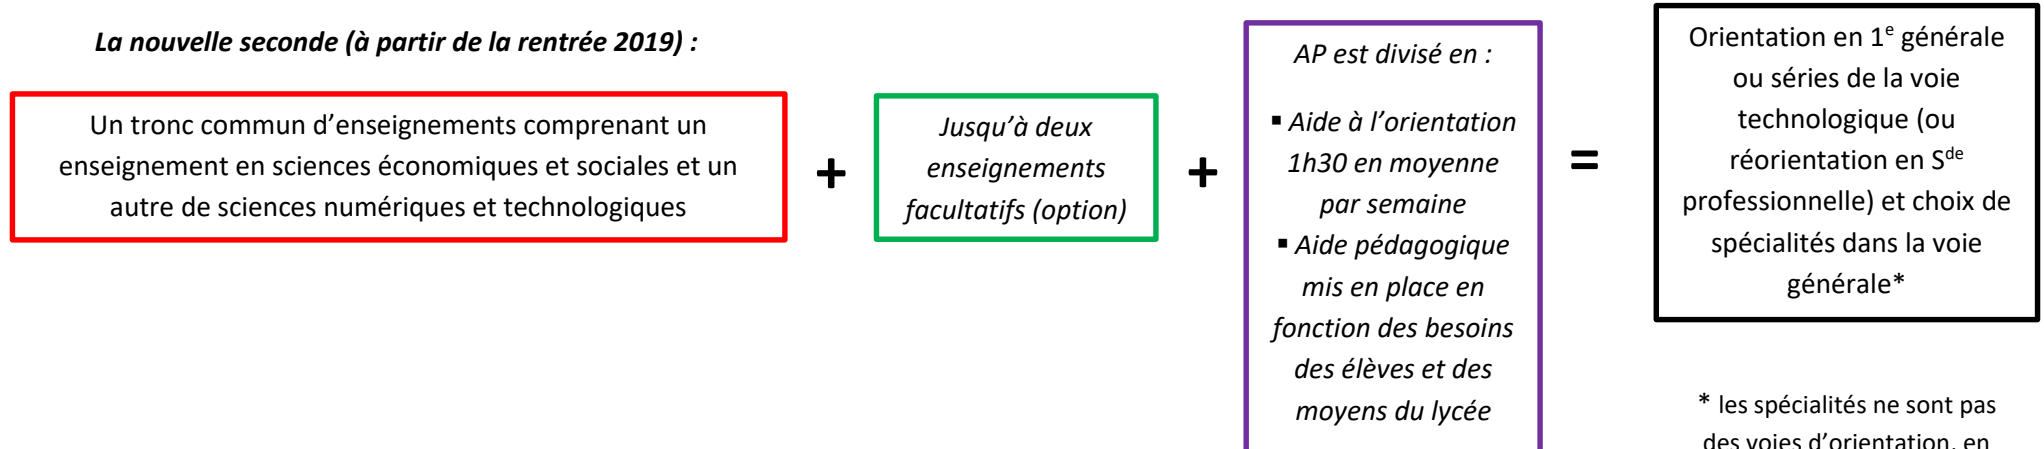 La nouvelle seconde (à partir de la rentrée 2019) :
Un tronc commun d’enseignements comprenant un
enseignement en sciences économiques et sociales et un
autre de sciences numériques et technologiques
+
Jusqu’à deux
enseignements
facultatifs (option)
+
AP est divisé en :
▪ Aide à l’orientation
1h30 en moyenne
par semaine
▪ Aide pédagogique
mis en place en
fonction des besoins
des élèves et des
moyens du lycée
=
Orientation en 1e générale
ou séries de la voie
technologique (ou
réorientation en Sde
professionnelle) et choix de
spécialités dans la voie
générale*
* les spécialités ne sont pas
des voies d’orientation, en